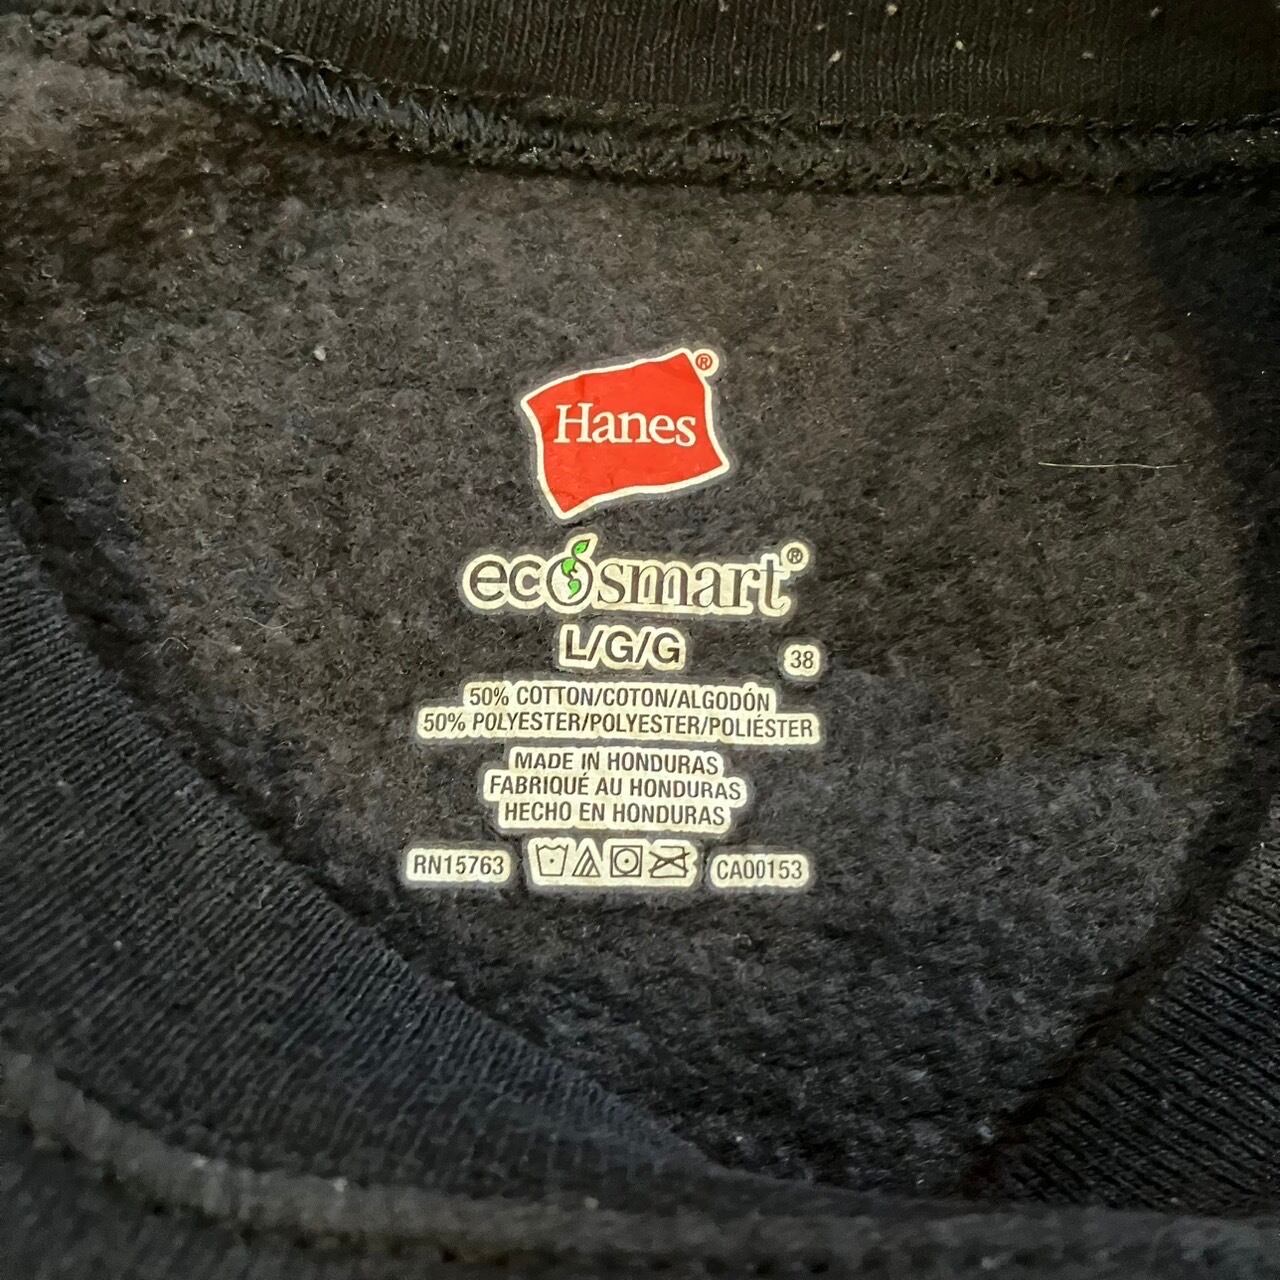 Hanes®
ecosmart®
L/G/G
38
50% COTTON/COTON/ALGODÓN
50% POLYESTER/POLYESTER/POLIÉSTER
MADE IN HONDURAS
FABRIQUÉ AU HONDURAS
HECHO EN HONDURAS
RN15763 CA00153